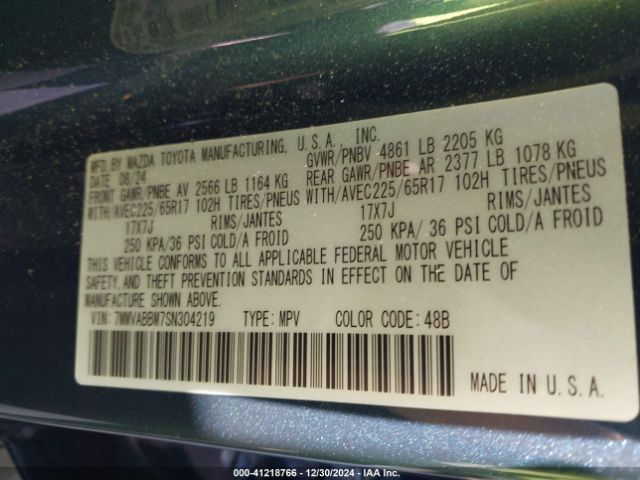 MFD BY MAZDA TOYOTA MANUFACTURING, U.S.A. INC.
DATE 08/24 GVWR/PNBV 4861 LB 2205 KG
FRONT GAWR/PNBE AV 2566 LB 1164 KG REAR GAWR/PNBE AR 2377 LB 1078 KG
WITH/AVEC225/65R17 102H TIRES/PNEUS WITH/AVEC225/65R17 102H TIRES/PNEUS
17X7J RIMS/JANTES 17X7J RIMS/JANTES
250 KPA/36 PSI COLD/A FROID 250 KPA/ 36 PSI COLD/A FROID
THIS VEHICLE CONFORMS TO ALL APPLICABLE FEDERAL MOTOR VEHICLE
SAFETY, AND THEFT PREVENTION STANDARDS IN EFFECT ON THE DATE OF
MANUFACTURE SHOWN ABOVE.
VIN: 7MMVABBM7SN304219 TYPE: MPV COLOR CODE: 48B
MADE IN U.S.A.
000-41218766 - 12/30/2024 - IAA Inc.